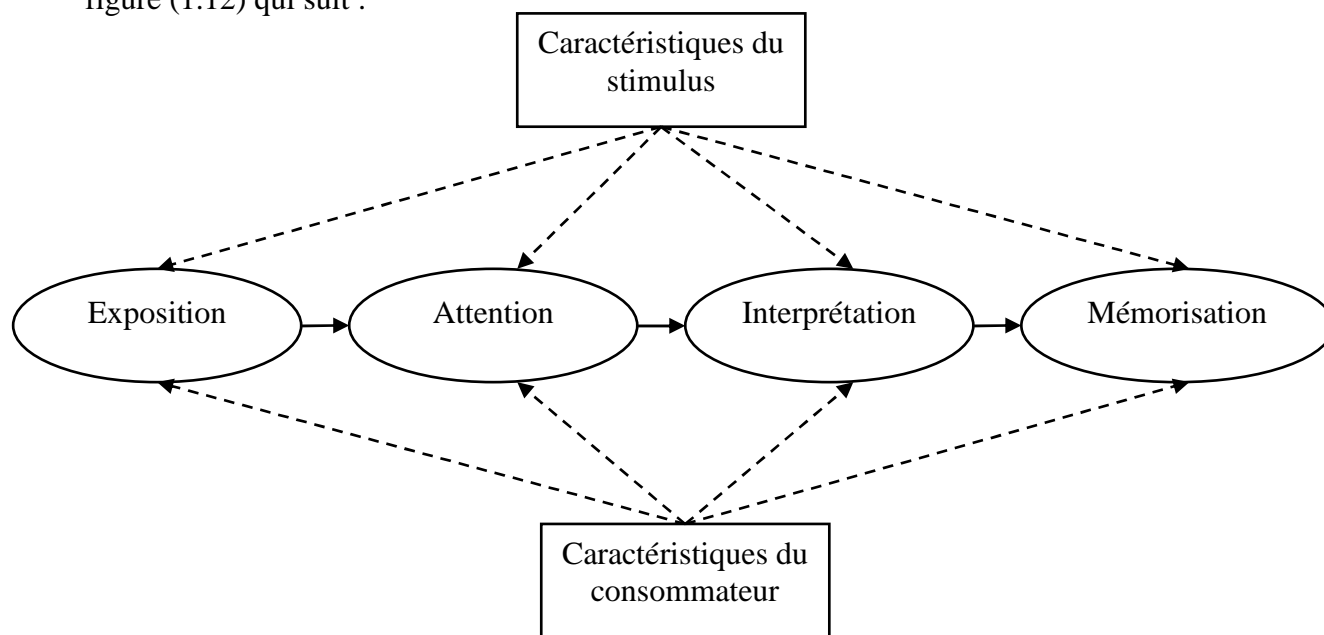 figure (1.12) qui suit :
Caractéristiques du
stimulus
Exposition
Attention
Interprétation
Mémorisation
Caractéristiques du
consommateur